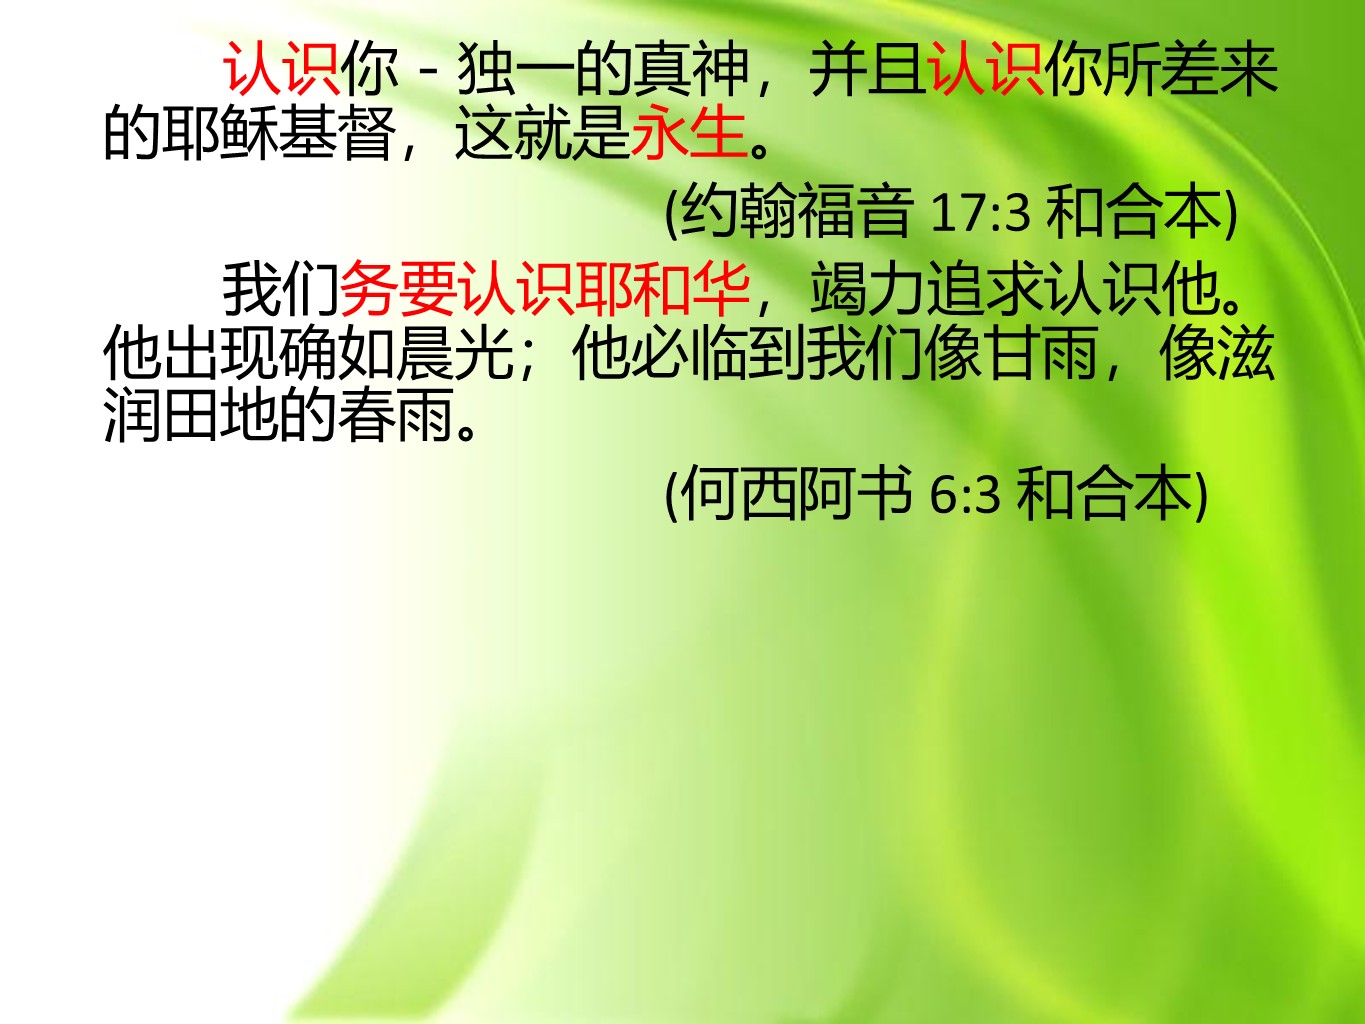 认识你 - 独一的真神，并且认识你所差来
的耶稣基督，这就是永生。
(约翰福音 17:3 和合本)
我们务要认识耶和华，竭力追求认识他。
他出现确如晨光；他必临到我们像甘雨，像滋
润田地的春雨。
(何西阿书 6:3 和合本)